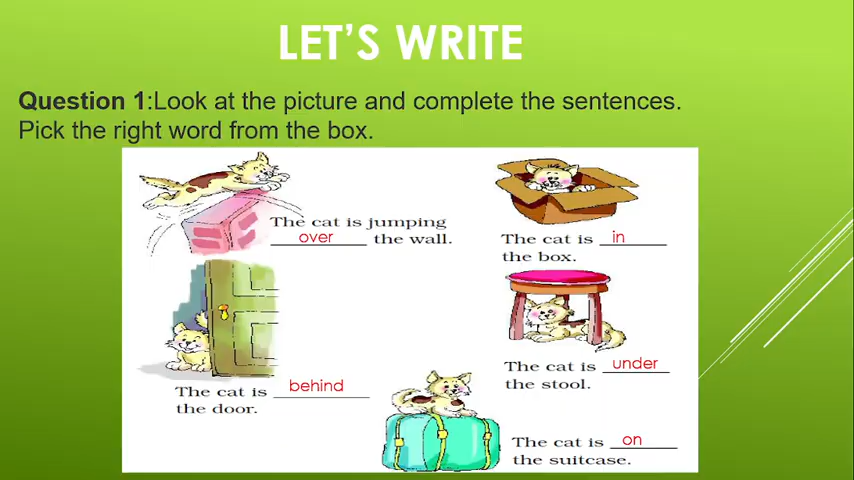 LET'S WRITE
Question 1:Look at the picture and complete the sentences.
Pick the right word from the box.
The cat is jumping
over the wall.
The cat is in
the box.
The cat is behind
the door.
The cat is under
the stool.
The cat is on
the suitcase.